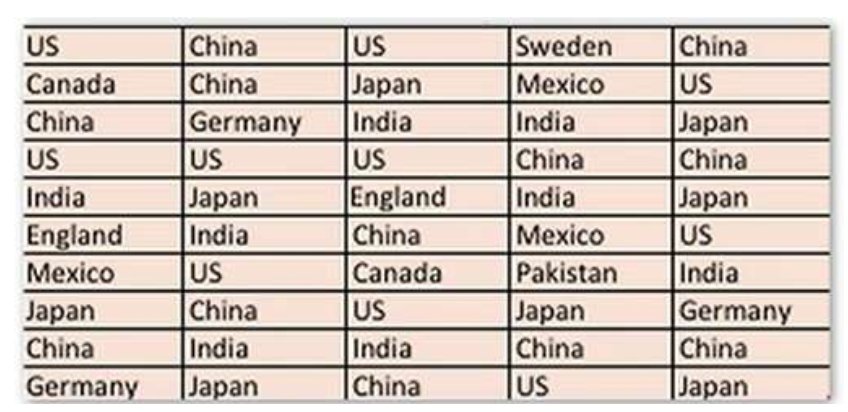 US China US Sweden China
Canada China Japan Mexico US
China Germany India India Japan
US US US China China
India Japan England India Japan
England India China Mexico US
Mexico US Canada Pakistan India
Japan China US Japan Germany
China India India China China
Germany Japan China US Japan